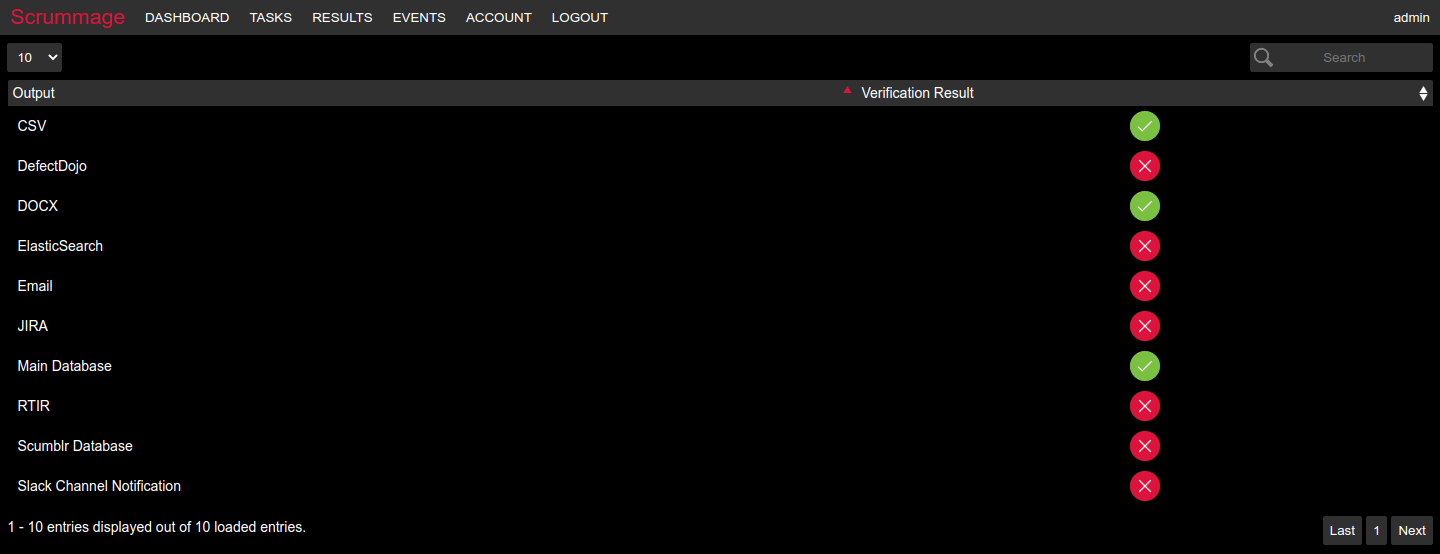 Scrummage DASHBOARD TASKS RESULTS EVENTS ACCOUNT LOGOUT admin
10 Search
Output Verification Result
CSV
DefectDojo
DOCX
ElasticSearch
Email
JIRA
Main Database
RTIR
Scumblr Database
Slack Channel Notification
1 - 10 entries displayed out of 10 loaded entries. Last 1 Next